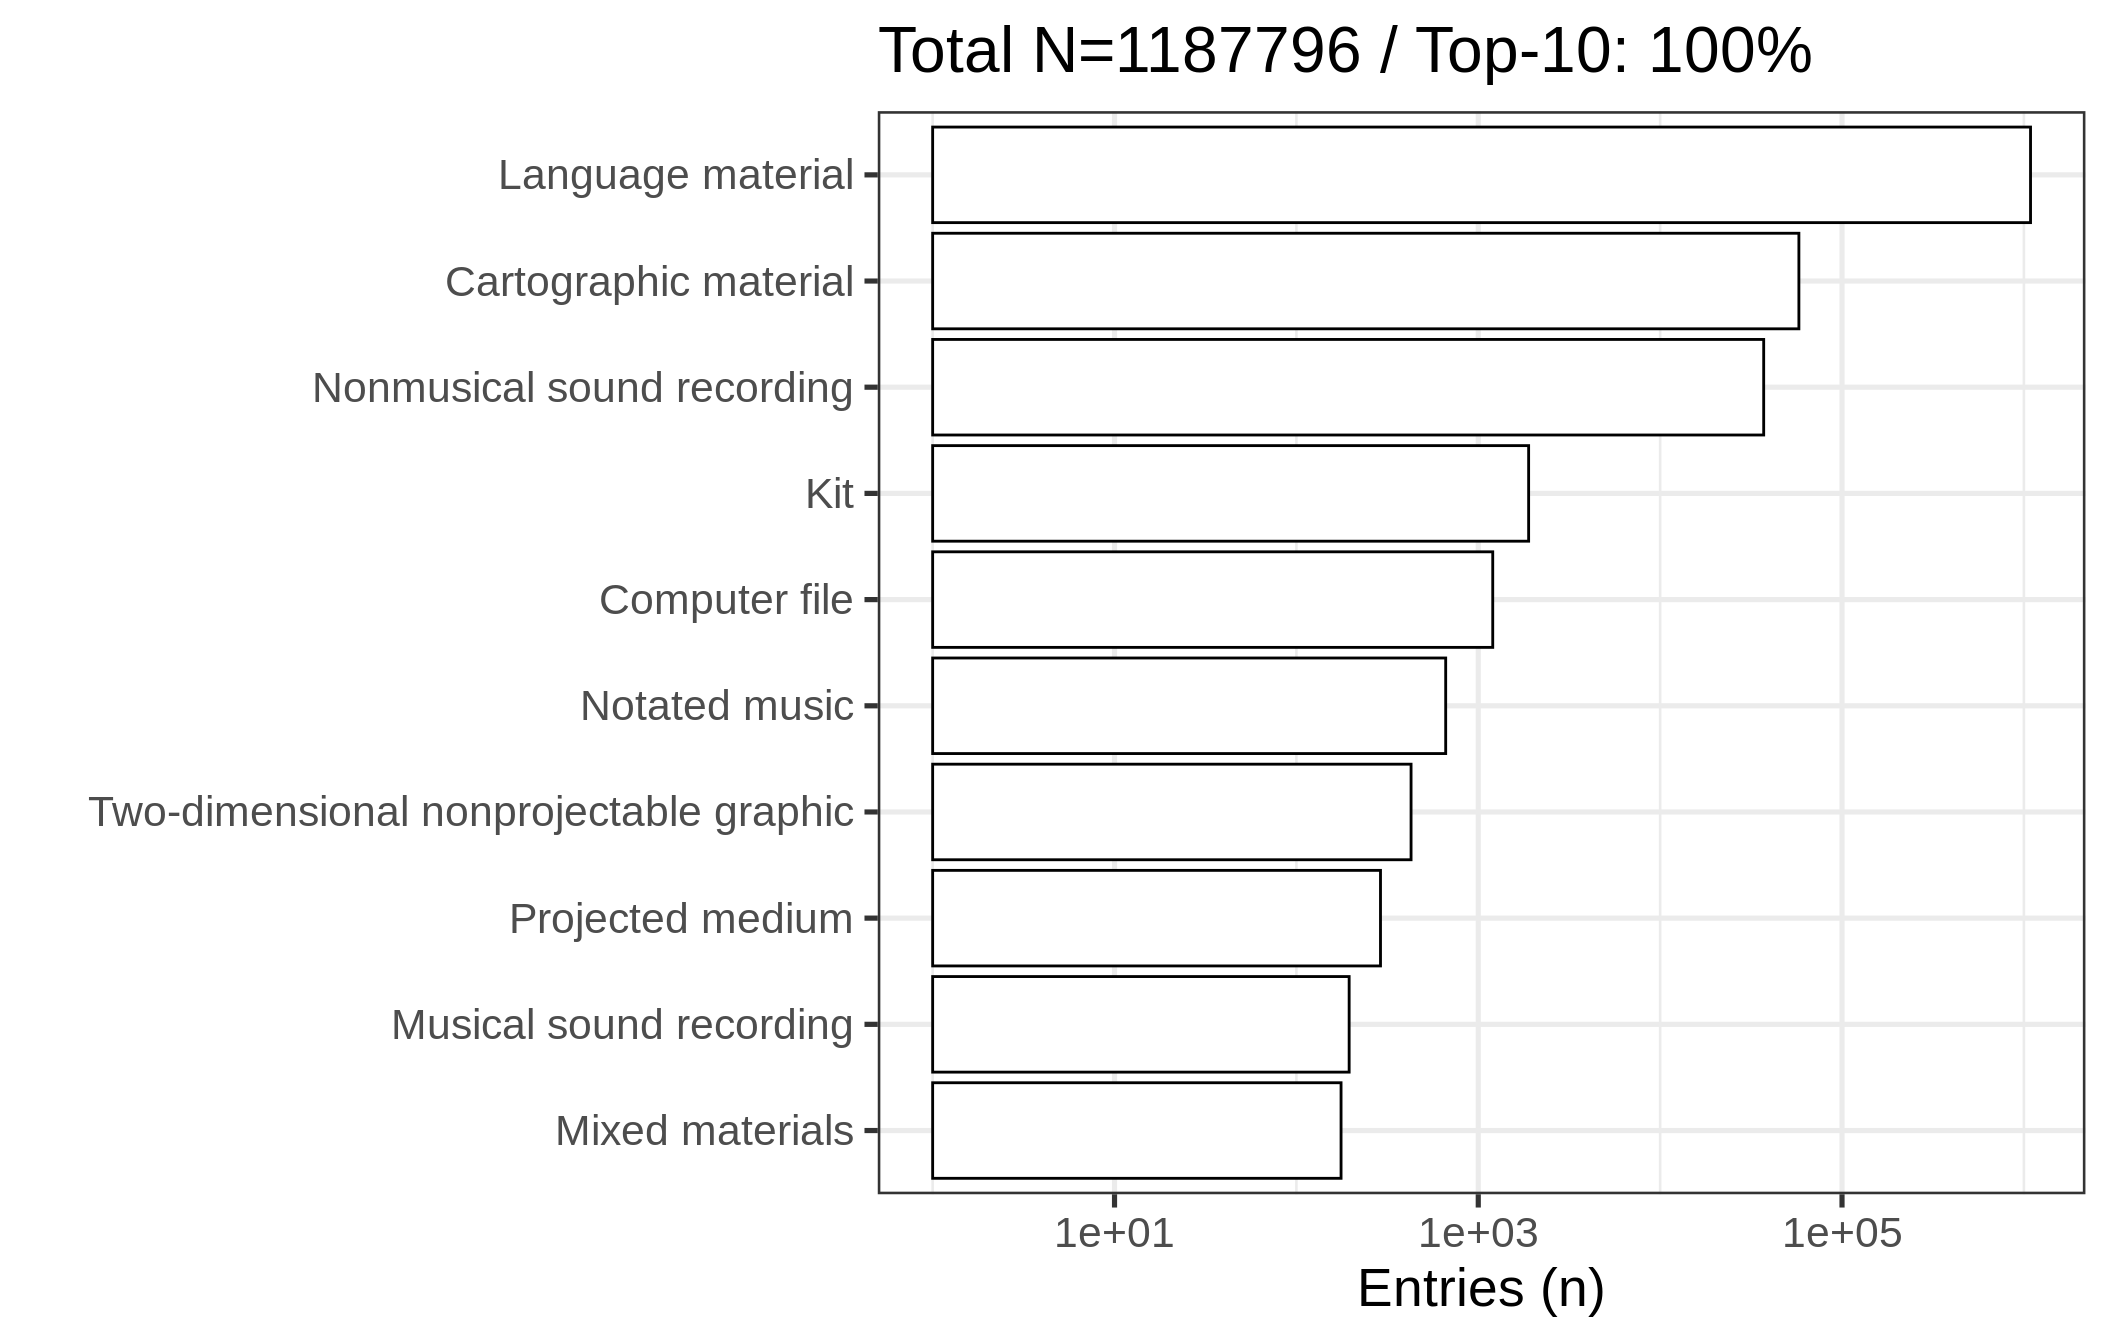 Total N=1187796 / Top-10: 100%
Language material
Cartographic material
Nonmusical sound recording
Kit
Computer file
Notated music
Two-dimensional nonprojectable graphic
Projected medium
Musical sound recording
Mixed materials
1e+01 1e+03 1e+05
Entries (n)